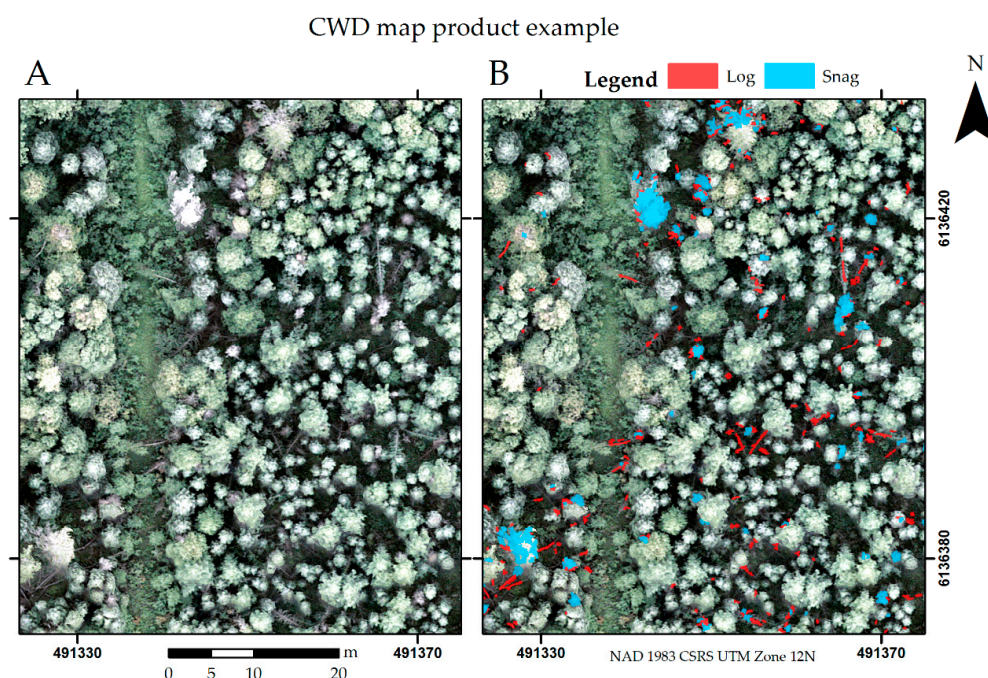 CWD map product example
A
B
Legend
Log
Snag
N
6136420
6136380
491330
491370
0 5 10 20 m
491330
491370
NAD 1983 CSRS UTM Zone 12N